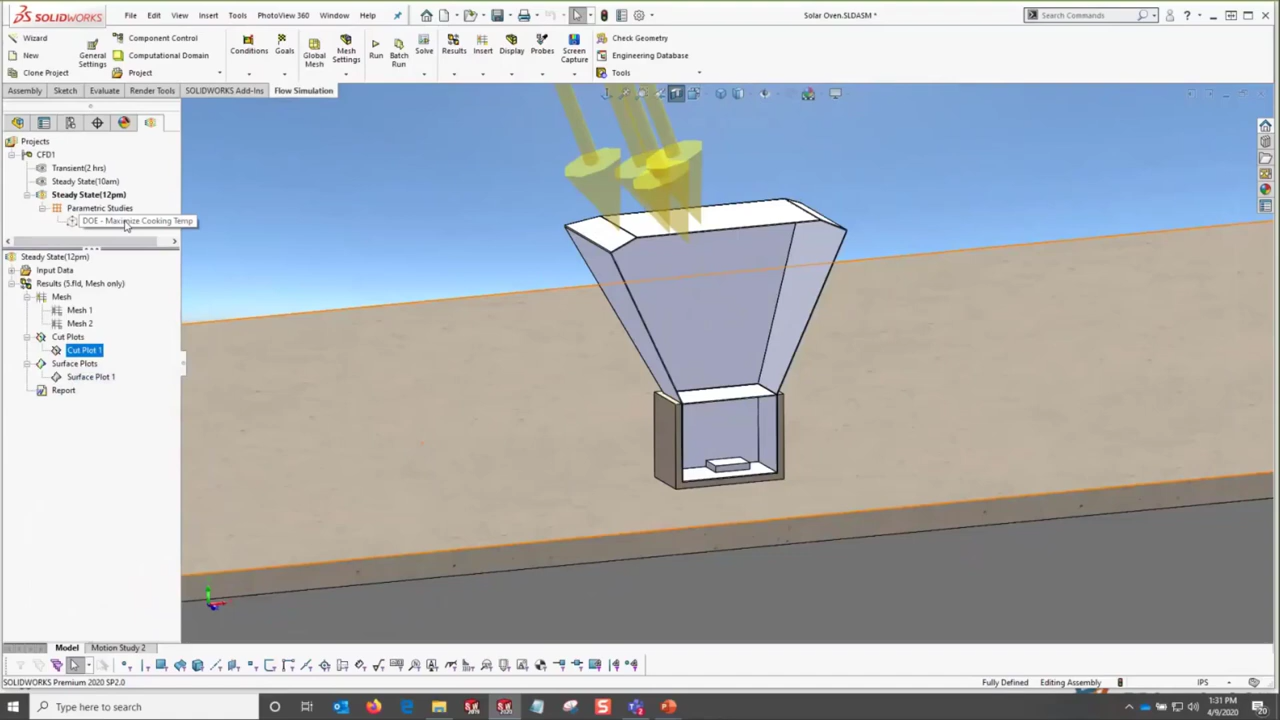 SOLIDWORKS File Edit View Insert Tools PhotoView 360 Window Help Solar Oven.SLDASM * Search Commands
Wizard
New
Clone Project
General Settings
Component Control
Computational Domain
Project
Conditions
Goals
Global Mesh
Mesh Settings
Run
Batch Run
Solve
Results
Insert
Display
Probes
Screen Capture
Check Geometry
Engineering Database
Tools
Assembly Sketch Evaluate Render Tools SOLIDWORKS Add-Ins Flow Simulation
Projects
CFD1
Transient(2 hrs)
Steady State(10am)
Steady State(12pm)
Parametric Studies
DOE - Maximize Cooking Temp
Steady State(12pm)
Input Data
Results (5.fld, Mesh only)
Mesh
Mesh 1
Mesh 2
Cut Plots
Cut Plot 1
Surface Plots
Surface Plot 1
Report
Model Motion Study 2
SOLIDWORKS Premium 2020 SP2.0 Fully Defined Editing Assembly IPS
Type here to search
1:31 PM
4/9/2020